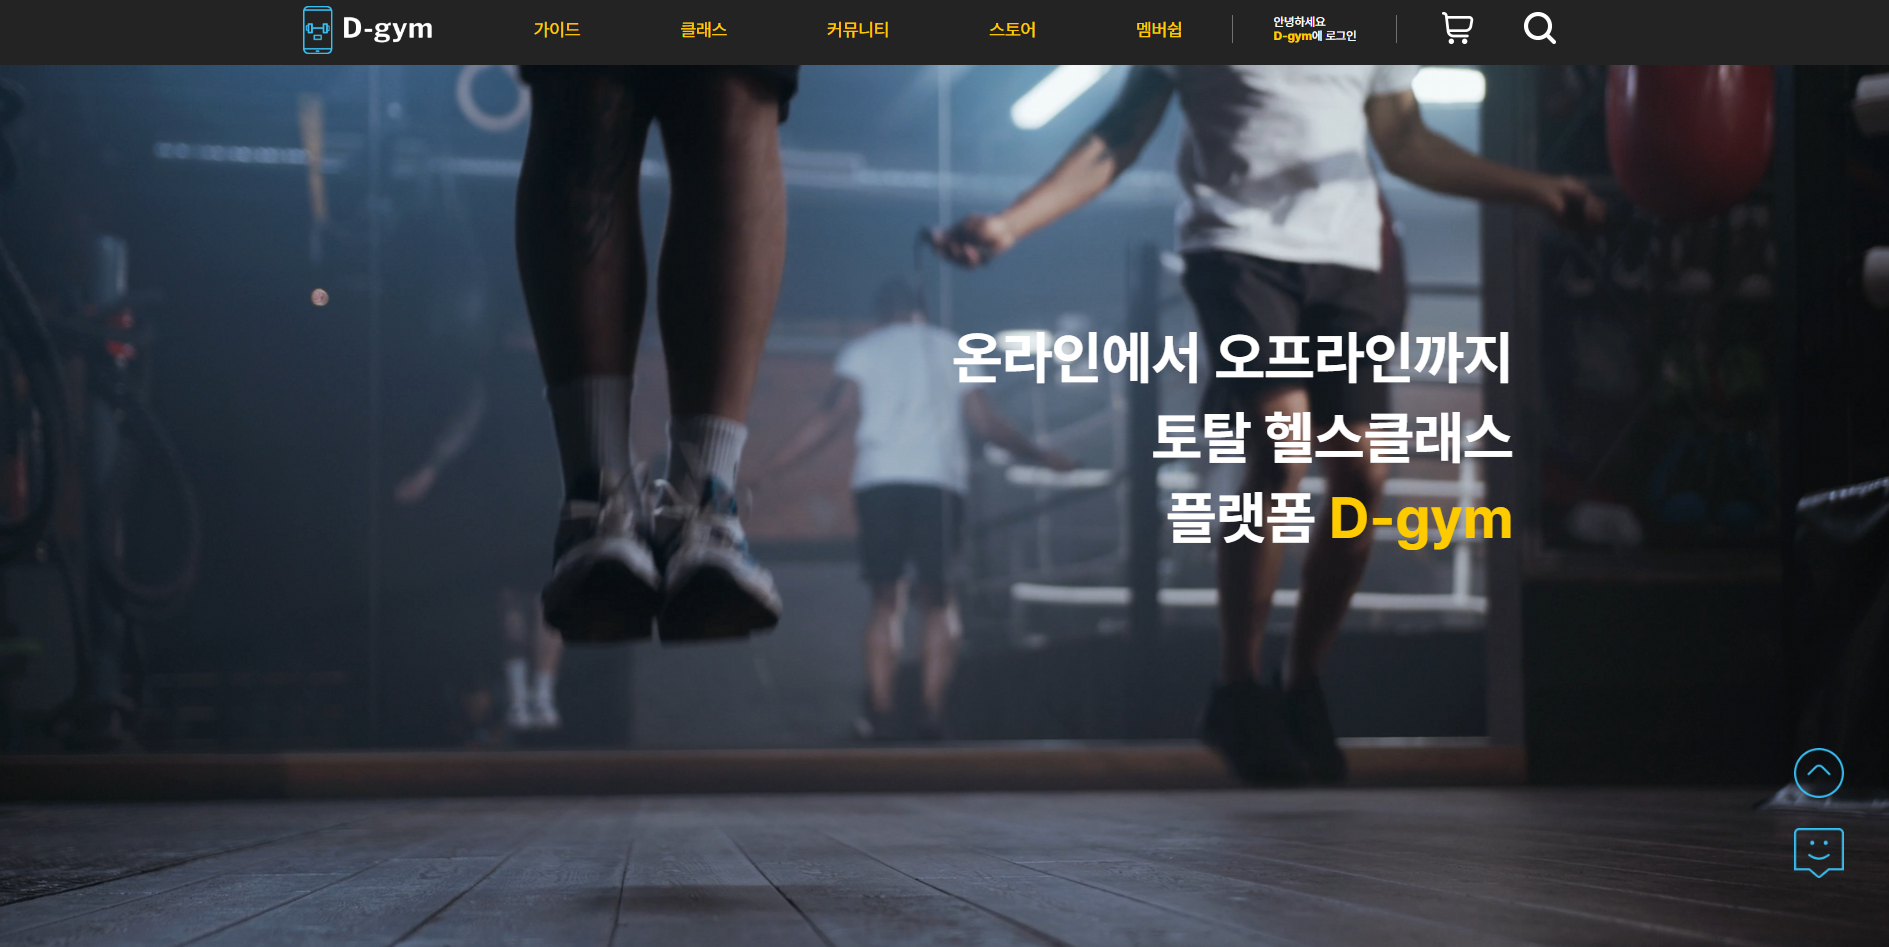 D-gym
가이드
클래스
커뮤니티
스토어
멤버쉽
안녕하세요
D-gym에 로그인
온라인에서 오프라인까지
토탈 헬스클래스
플랫폼 D-gym